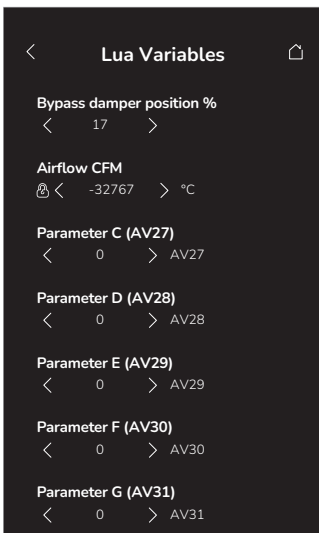 Lua Variables
Bypass damper position %
17
Airflow CFM
-32767 °C
Parameter C (AV27)
0 AV27
Parameter D (AV28)
0 AV28
Parameter E (AV29)
0 AV29
Parameter F (AV30)
0 AV30
Parameter G (AV31)
0 AV31